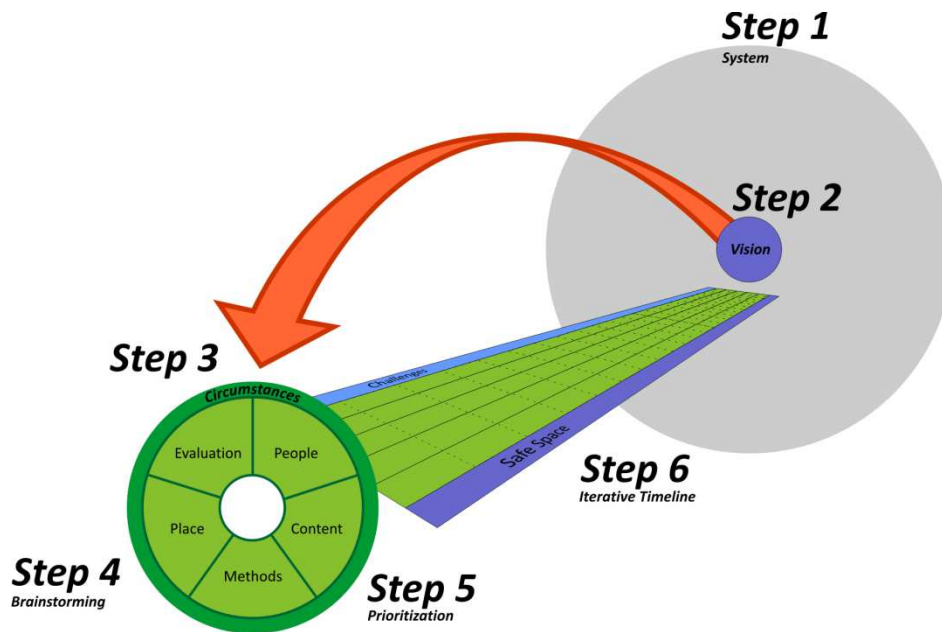 Step 1
System
Step 2
Vision
Step 3
Circumstances
Challenges
Safe Space
Evaluation
People
Place
Content
Methods
Step 6
Iterative Timeline
Step 4
Brainstorming
Step 5
Prioritization